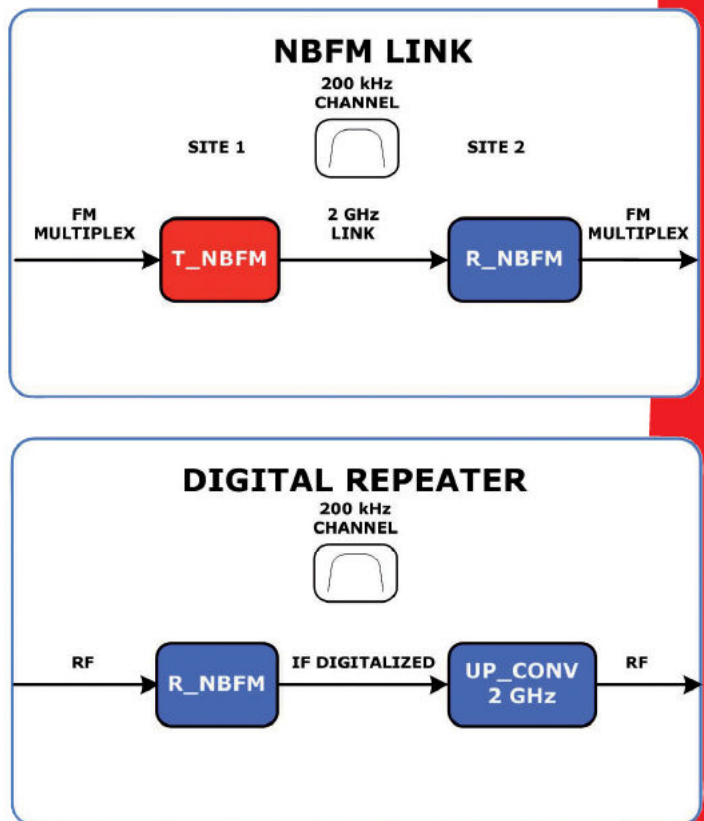 NBFM LINK
200 kHz
CHANNEL
SITE 1
SITE 2
FM
MULTIPLEX
T_NBFM
2 GHz
LINK
R_NBFM
FM
MULTIPLEX
DIGITAL REPEATER
200 kHz
CHANNEL
RF
R_NBFM
IF DIGITALIZED
UP_CONV
2 GHz
RF